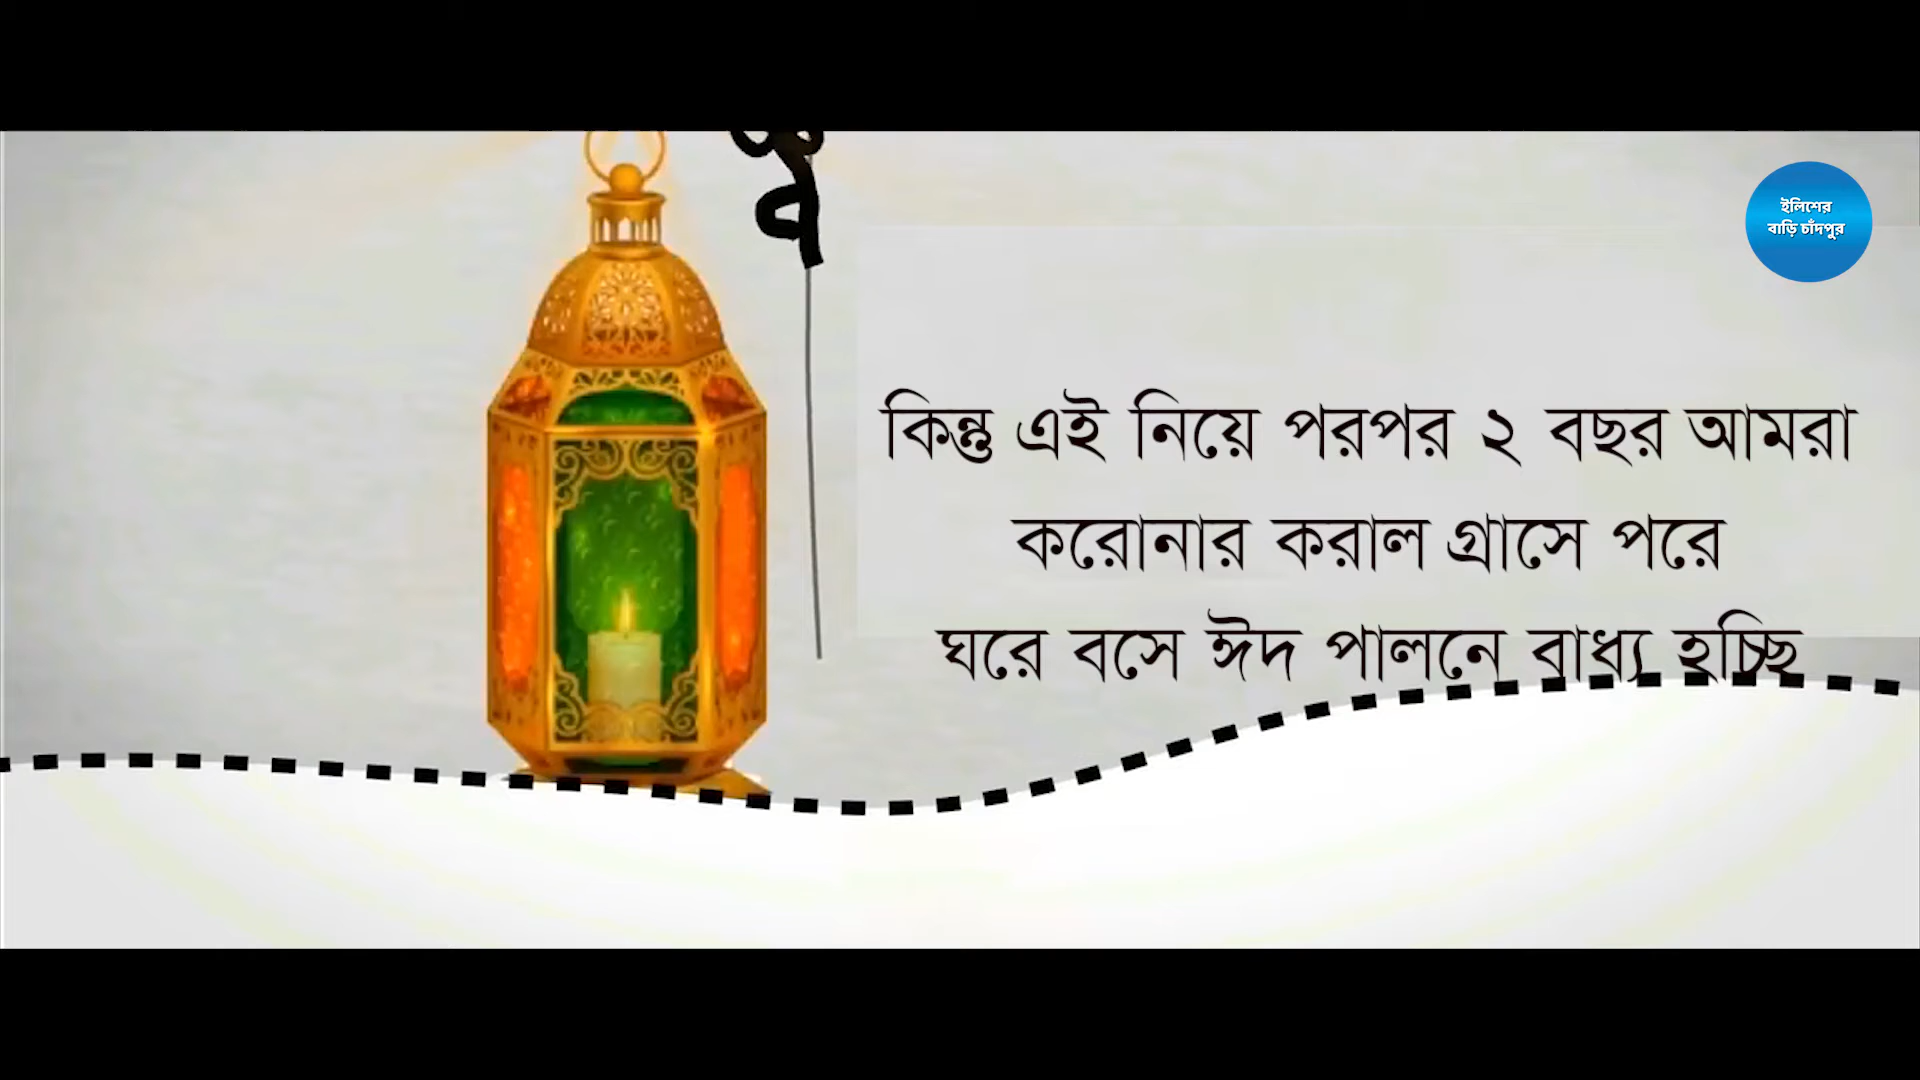 ইলিশের
বাড়ি চাঁদপুর
কিন্তু এই নিয়ে পরপর ২ বছর আমরা
করোনার করাল গ্রাসে পরে
ঘরে বসে ঈদ পালনে বাধ্য হচ্ছি